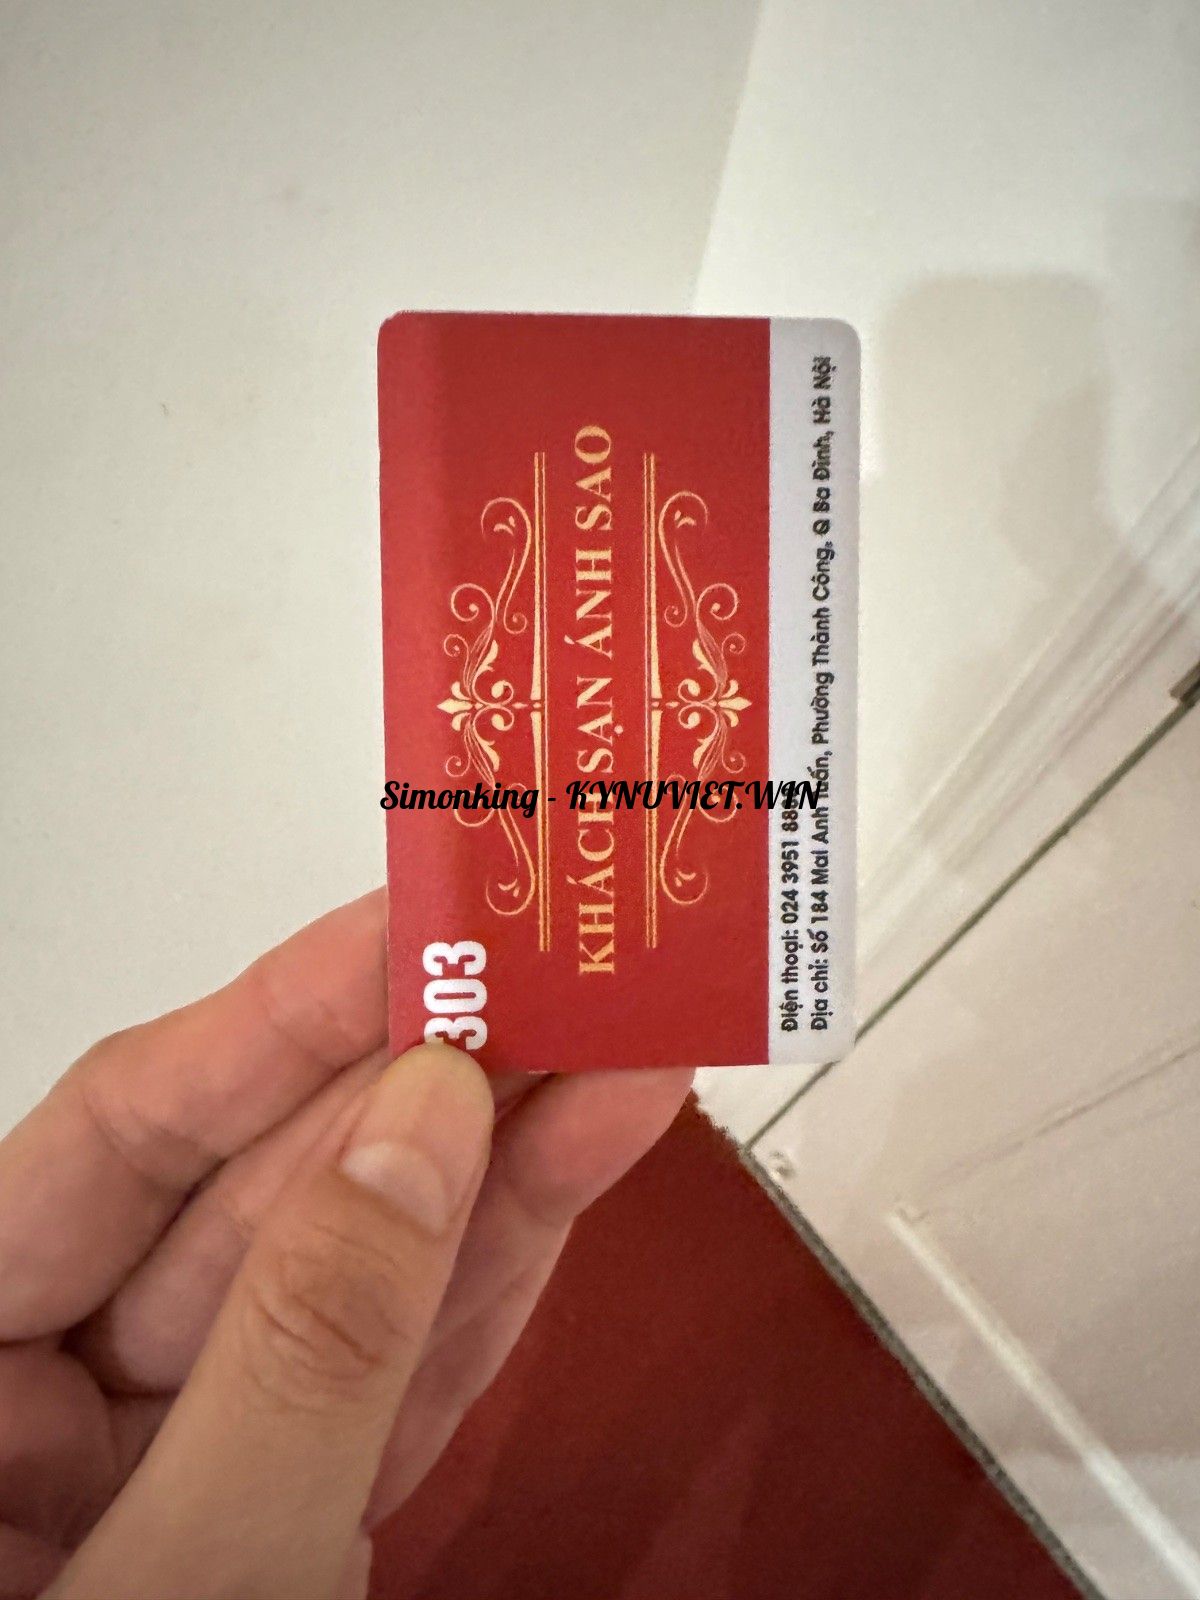 303
KHÁCH SẠN ÁNH SAO
Điện thoại: 024 3951
Địa chỉ: Số 184 Mai Anh Tuấn, Phường Thành Công, Q Ba Đình, Hà Nội
Simonking - KYNUVIET.WIN